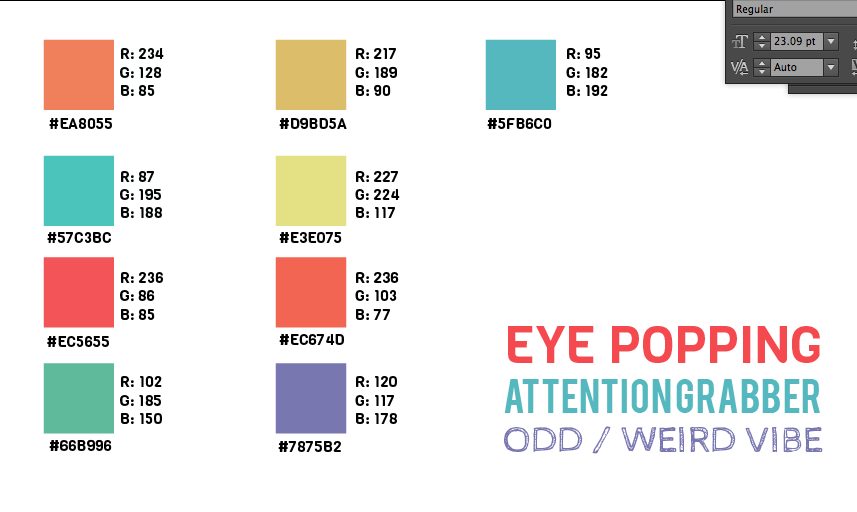 Regular
23.09 pt
Auto
R: 234
G: 128
B: 85
#EA8055
R: 217
G: 189
B: 90
#D9BD5A
R: 95
G: 182
B: 192
#5FB6C0
R: 87
G: 195
B: 188
#57C3BC
R: 227
G: 224
B: 117
#E3E075
R: 236
G: 86
B: 85
#EC5655
R: 236
G: 103
B: 77
#EC674D
R: 102
G: 185
B: 150
#66B996
R: 120
G: 117
B: 178
#7875B2
EYE POPPING
ATTENTIONGRABBER
ODD / WEIRD VIBE